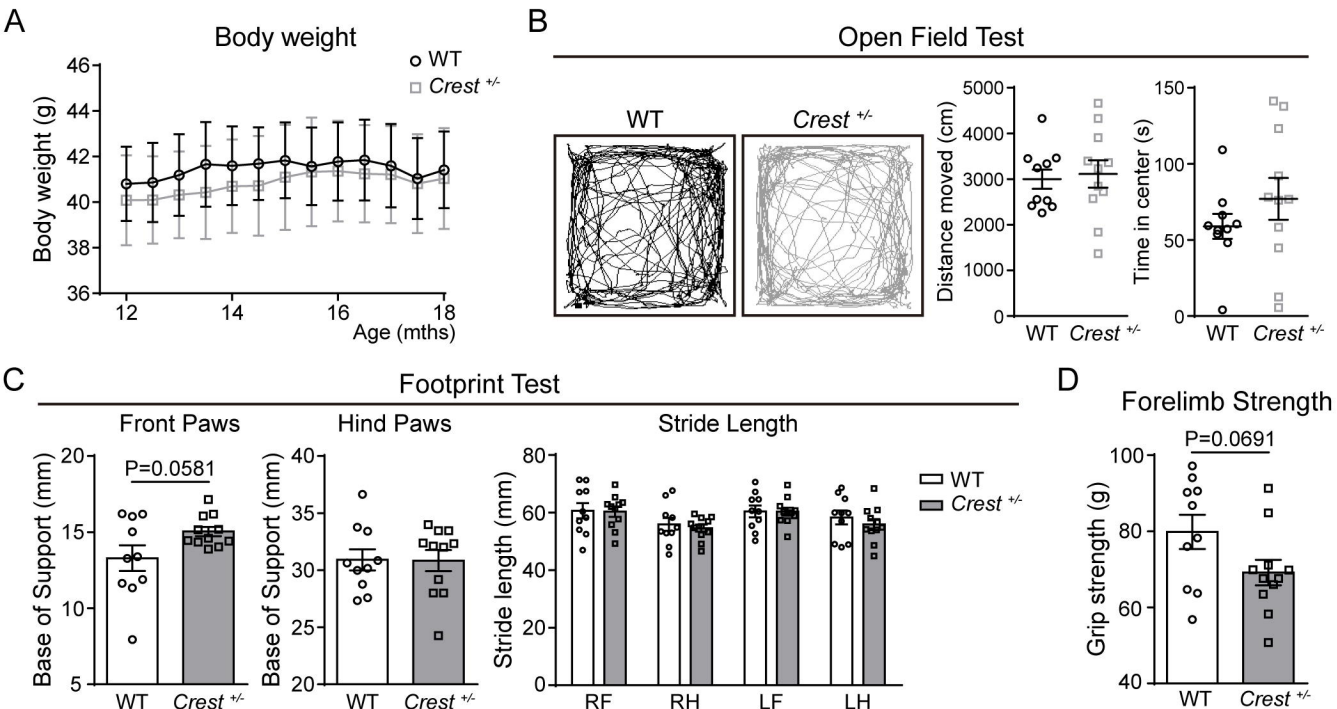 A
Body weight
WT
Crest +/-
Body weight (g)
46
44
42
40
38
36
12
14
16
18
Age (mths)
B
Open Field Test
WT
Crest +/-
Distance moved (cm)
5000
4000
3000
2000
1000
0
WT
Crest +/-
Time in center (s)
150
100
50
0
WT
Crest +/-
C
Footprint Test
Front Paws
P=0.0581
Base of Support (mm)
20
15
10
5
WT
Crest +/-
Hind Paws
Base of Support (mm)
40
35
30
25
20
WT
Crest +/-
Stride Length
Stride length (mm)
80
60
40
20
0
RF
RH
LF
LH
WT
Crest +/-
D
Forelimb Strength
P=0.0691
Grip strength (g)
100
80
60
40
WT
Crest +/-